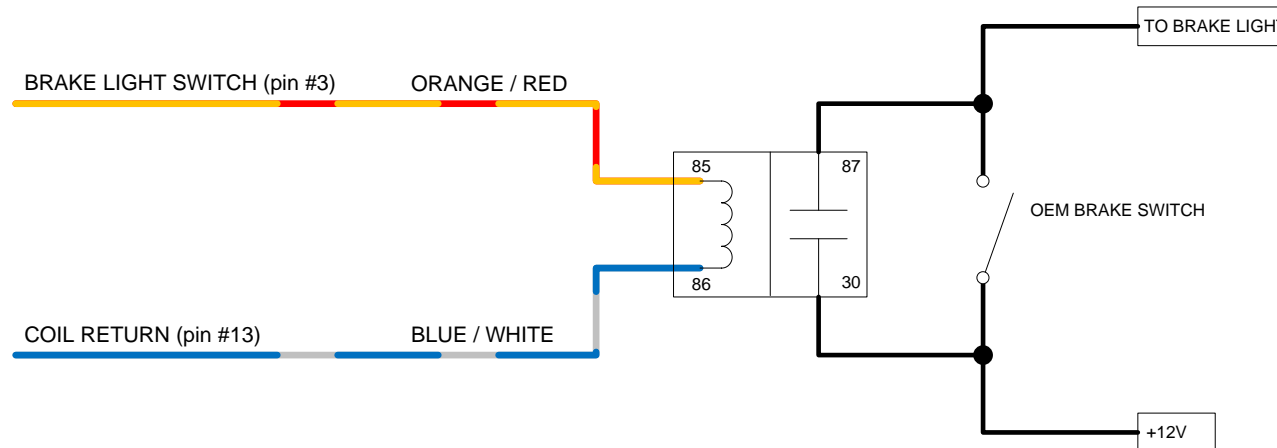 TO BRAKE LIGHT
BRAKE LIGHT SWITCH (pin #3) ORANGE / RED
85 87
OEM BRAKE SWITCH
86 30
COIL RETURN (pin #13) BLUE / WHITE
+12V